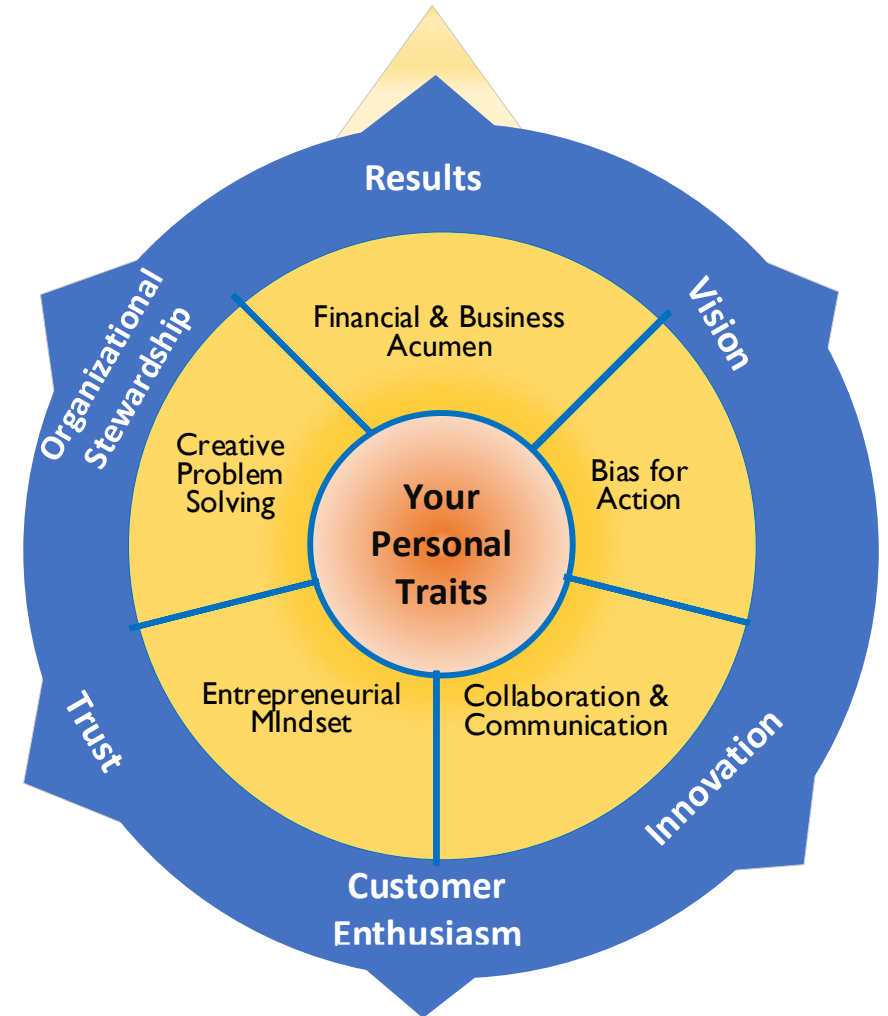 Results
Vision
Organizational
Stewardship
Financial & Business
Acumen
Creative
Problem
Solving
Bias for
Action
Your
Personal
Traits
Entrepreneurial
MIndset
Collaboration &
Communication
Trust
Innovation
Customer
Enthusiasm